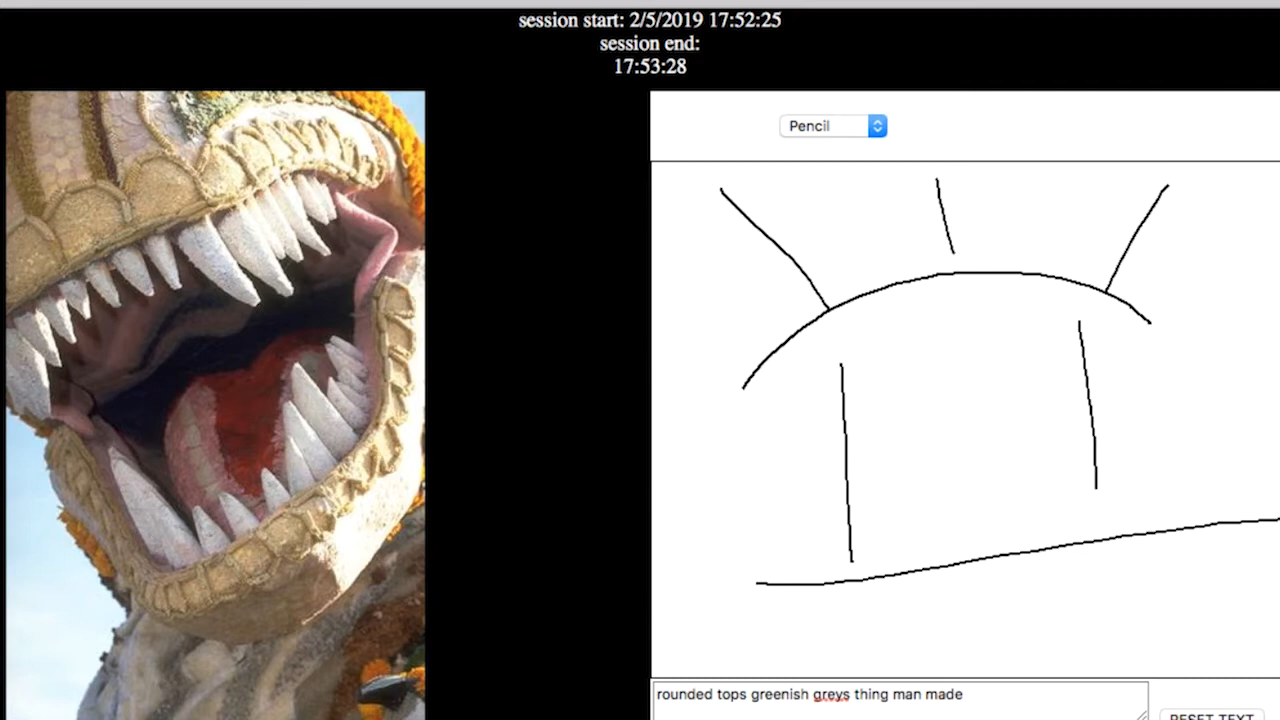 session start: 2/5/2019 17:52:25
session end:
17:53:28
Pencil
rounded tops greenish greys thing man made
RESET TEXT